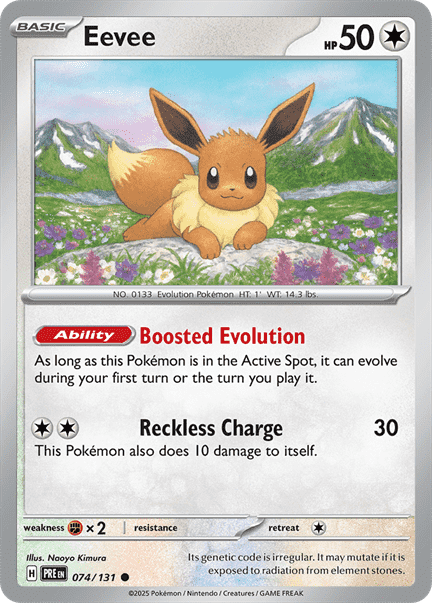 BASIC
Eevee
HP 50
NO. 0133 Evolution Pokémon HT: 1' WT: 14.3 lbs.
Ability Boosted Evolution
As long as this Pokémon is in the Active Spot, it can evolve
during your first turn or the turn you play it.
Reckless Charge 30
This Pokémon also does 10 damage to itself.
weakness × 2 resistance retreat
Illus. Naoyo Kimura
Its genetic code is irregular. It may mutate if it is
H PRE EN 074/131
exposed to radiation from element stones.
©2025 Pokémon / Nintendo / Creatures / GAME FREAK